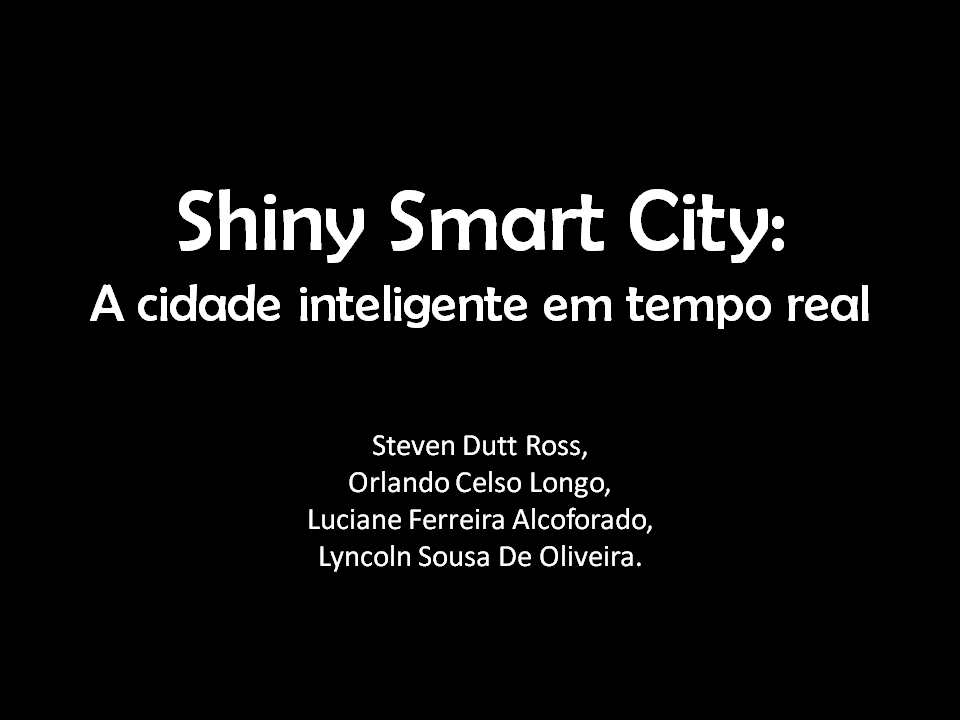 Shiny Smart City:
A cidade inteligente em tempo real
Steven Dutt Ross,
Orlando Celso Longo,
Luciane Ferreira Alcoforado,
Lyncoln Sousa De Oliveira.